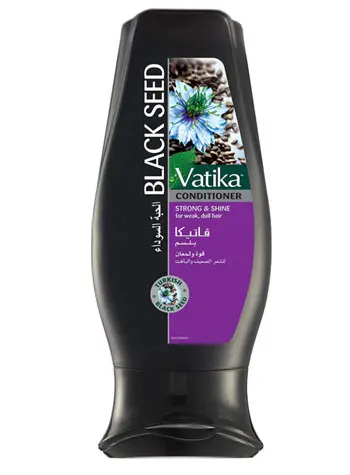 BLACK SEED
الحبة السوداء
Vatika
CONDITIONER
STRONG & SHINE
for weak, dull hair
فاتيكا
بلسم
قوة ولمعان
للشعر الضعيف والباهت
TURKISH
BLACK SEED